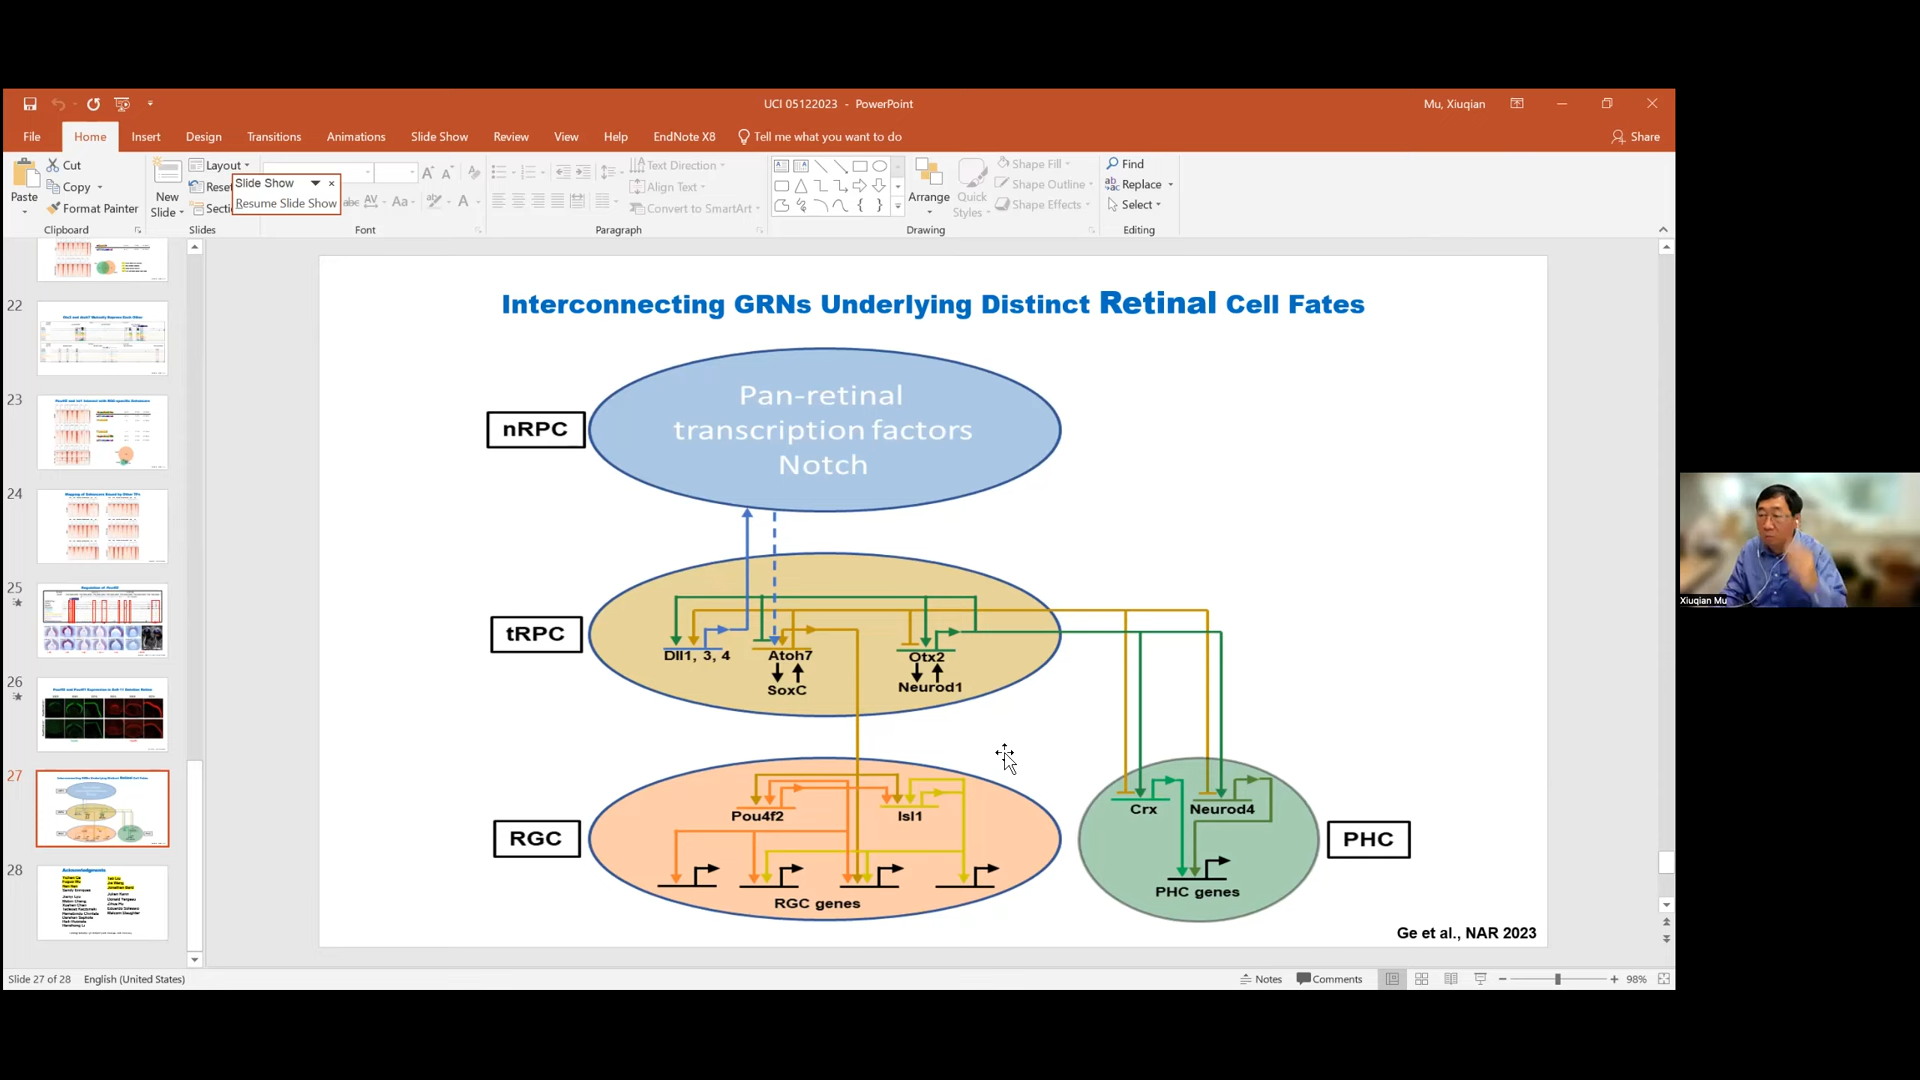 UCI 05122023 - PowerPoint
Mu, Xiuqian
File Home Insert Design Transitions Animations Slide Show Review View Help EndNote X8 Tell me what you want to do Share
Paste
Cut
Copy
Format Painter
Clipboard
New Slide
Layout
Reset
Slides
Slide Show
Resume Slide Show
Font
Text Direction
Align Text
Convert to SmartArt
Paragraph
Arrange
Quick Styles
Shape Fill
Shape Outline
Shape Effects
Drawing
Find
Replace
Select
Editing
22
23
24
25
26
27
28
Acknowledgments
Interconnecting GRNs Underlying Distinct Retinal Cell Fates
nRPC
Pan-retinal
transcription factors
Notch
tRPC
Dll1, 3, 4
Atoh7
SoxC
Otx2
Neurod1
RGC
Pou4f2
Isl1
RGC genes
Crx
Neurod4
PHC genes
PHC
Ge et al., NAR 2023
Xiuqian Mu
Slide 27 of 28 English (United States)
Notes Comments 98%